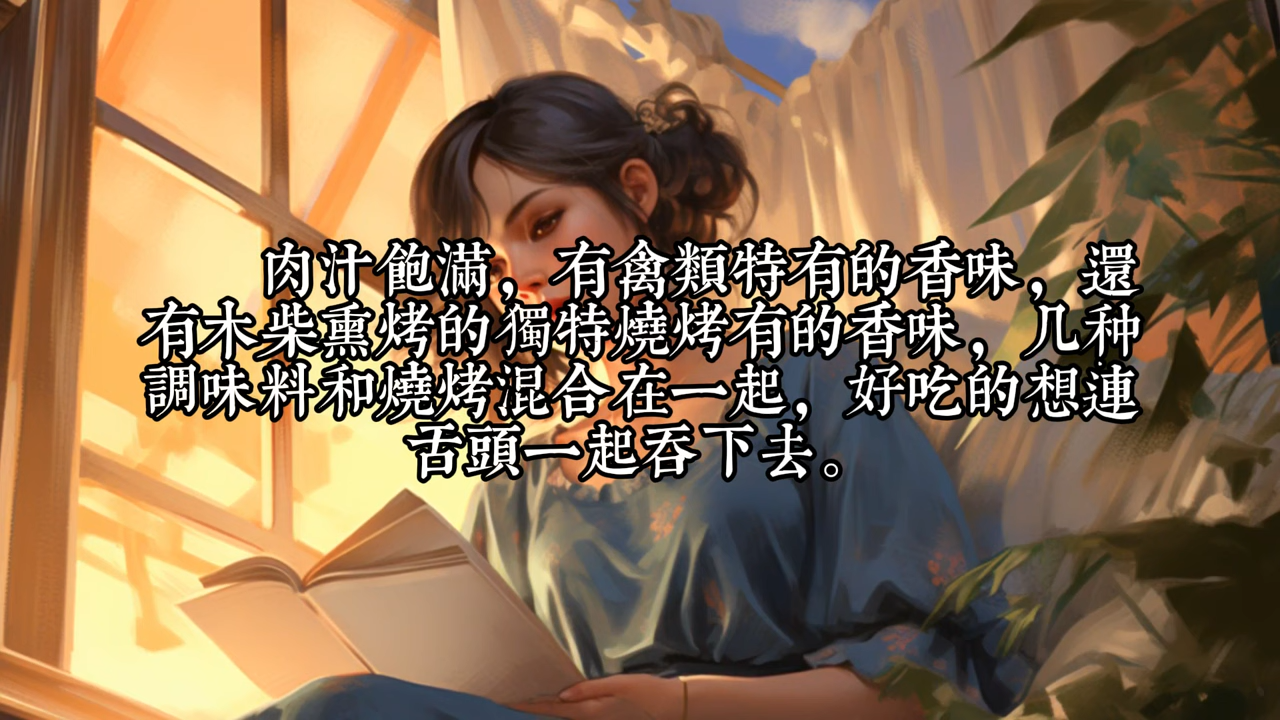 肉汁飽滿，有禽類特有的香味，還
有木柴熏烤的獨特燒烤有的香味，几种
調味料和燒烤混合在一起，好吃的想連
舌頭一起吞下去。